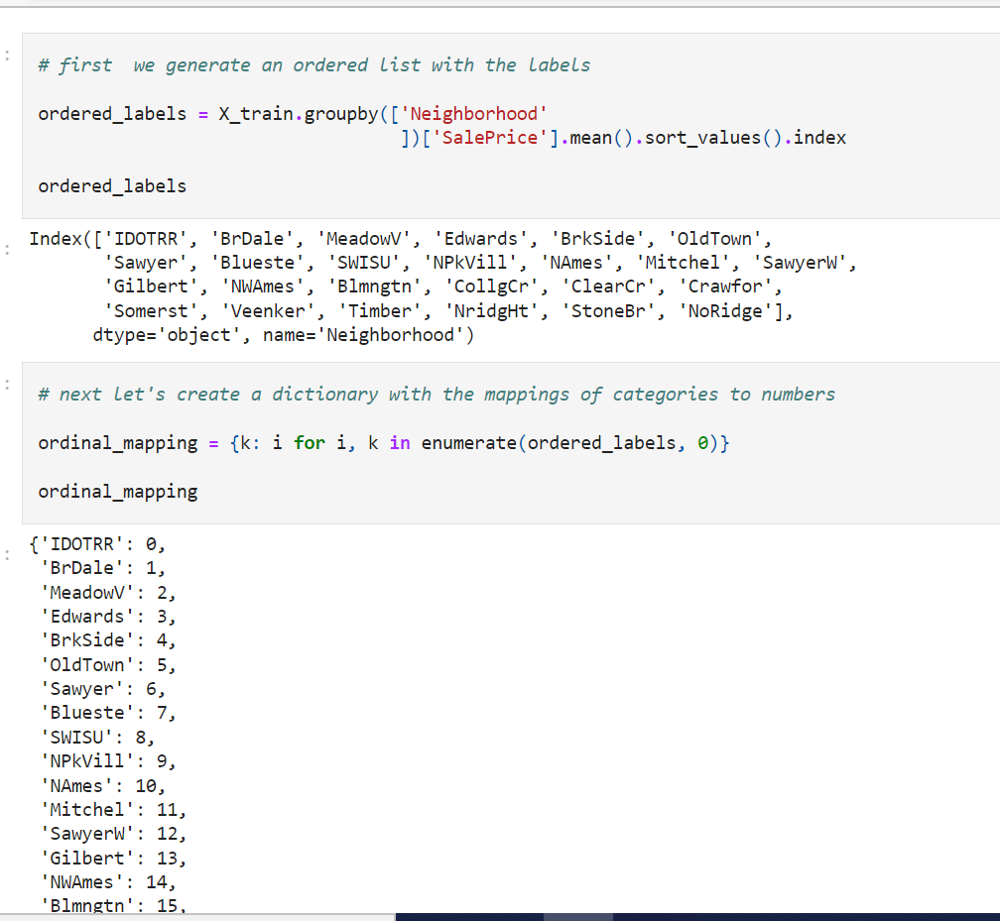 # first  we generate an ordered list with the labels
ordered_labels = X_train.groupby(['Neighborhood'
])['SalePrice'].mean().sort_values().index
ordered_labels
Index(['IDOTRR', 'BrDale', 'MeadowV', 'Edwards', 'BrkSide', 'OldTown',
'Sawyer', 'Blueste', 'SWISU', 'NPkVill', 'NAmes', 'Mitchel', 'SawyerW',
'Gilbert', 'NWAmes', 'Blmngtn', 'CollgCr', 'ClearCr', 'Crawfor',
'Somerst', 'Veenker', 'Timber', 'NridgHt', 'StoneBr', 'NoRidge'],
dtype='object', name='Neighborhood')
# next let's create a dictionary with the mappings of categories to numbers
ordinal_mapping = {k: i for i, k in enumerate(ordered_labels, 0)}
ordinal_mapping
{'IDOTRR': 0,
'BrDale': 1,
'MeadowV': 2,
'Edwards': 3,
'BrkSide': 4,
'OldTown': 5,
'Sawyer': 6,
'Blueste': 7,
'SWISU': 8,
'NPkVill': 9,
'NAmes': 10,
'Mitchel': 11,
'SawyerW': 12,
'Gilbert': 13,
'NWAmes': 14,
'Blmngtn': 15,